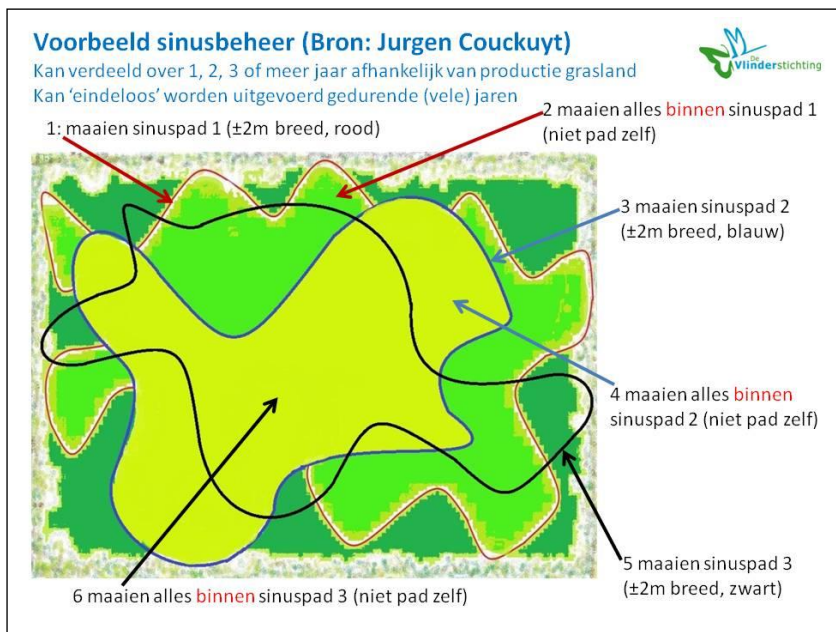 Voorbeeld sinusbeheer (Bron: Jurgen Couckuyt)
Kan verdeeld over 1, 2, 3 of meer jaar afhankelijk van productie grasland
Kan ‘eindeloos’ worden uitgevoerd gedurende (vele) jaren
De
Vlinderstichting
1: maaien sinuspad 1 (±2m breed, rood)
2 maaien alles binnen sinuspad 1
(niet pad zelf)
3 maaien sinuspad 2
(±2m breed, blauw)
4 maaien alles binnen
sinuspad 2 (niet pad zelf)
5 maaien sinuspad 3
(±2m breed, zwart)
6 maaien alles binnen sinuspad 3 (niet pad zelf)